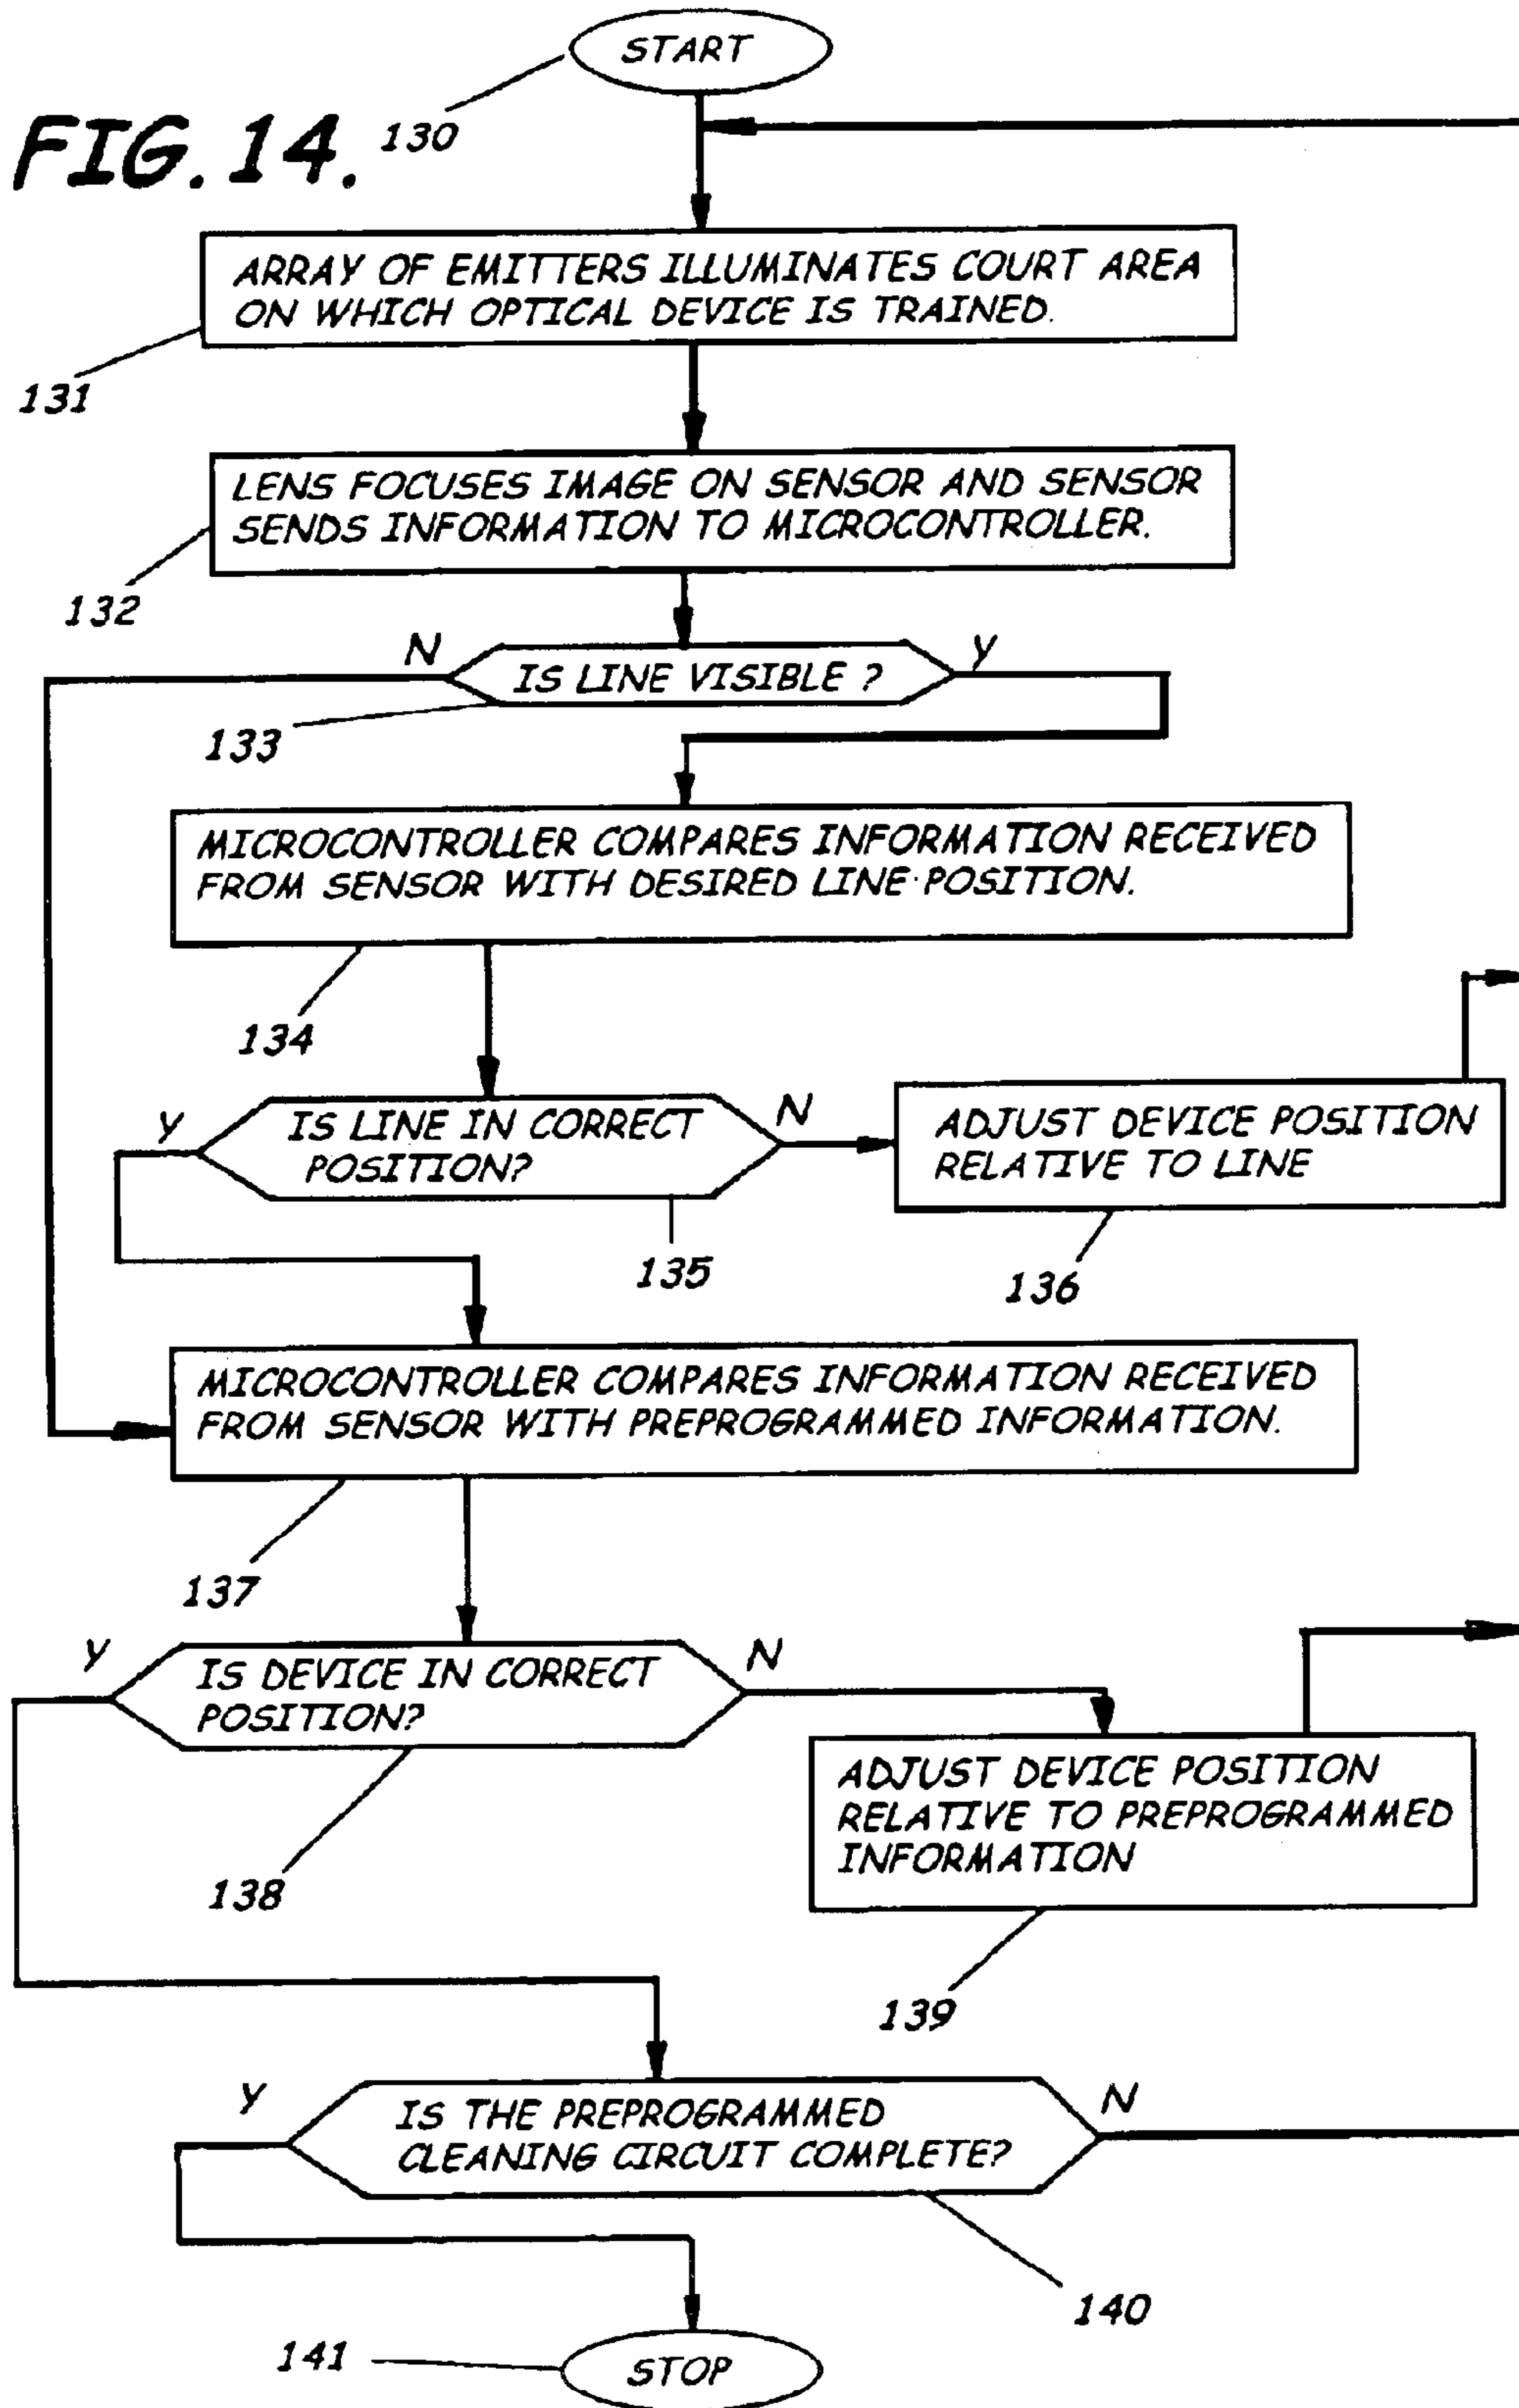 START
FIG. 14.
130
ARRAY OF EMITTERS ILLUMINATES COURT AREA
ON WHICH OPTICAL DEVICE IS TRAINED.
131
LENS FOCUSES IMAGE ON SENSOR AND SENSOR
SENDS INFORMATION TO MICROCONTROLLER.
132
N
IS LINE VISIBLE ?
Y
133
MICROCONTROLLER COMPARES INFORMATION RECEIVED
FROM SENSOR WITH DESIRED LINE POSITION.
134
Y
IS LINE IN CORRECT
POSITION?
N
135
ADJUST DEVICE POSITION
RELATIVE TO LINE
136
MICROCONTROLLER COMPARES INFORMATION RECEIVED
FROM SENSOR WITH PREPROGRAMMED INFORMATION.
137
Y
IS DEVICE IN CORRECT
POSITION?
N
138
ADJUST DEVICE POSITION
RELATIVE TO PREPROGRAMMED
INFORMATION
139
Y
IS THE PREPROGRAMMED
CLEANING CIRCUIT COMPLETE?
N
140
141
STOP